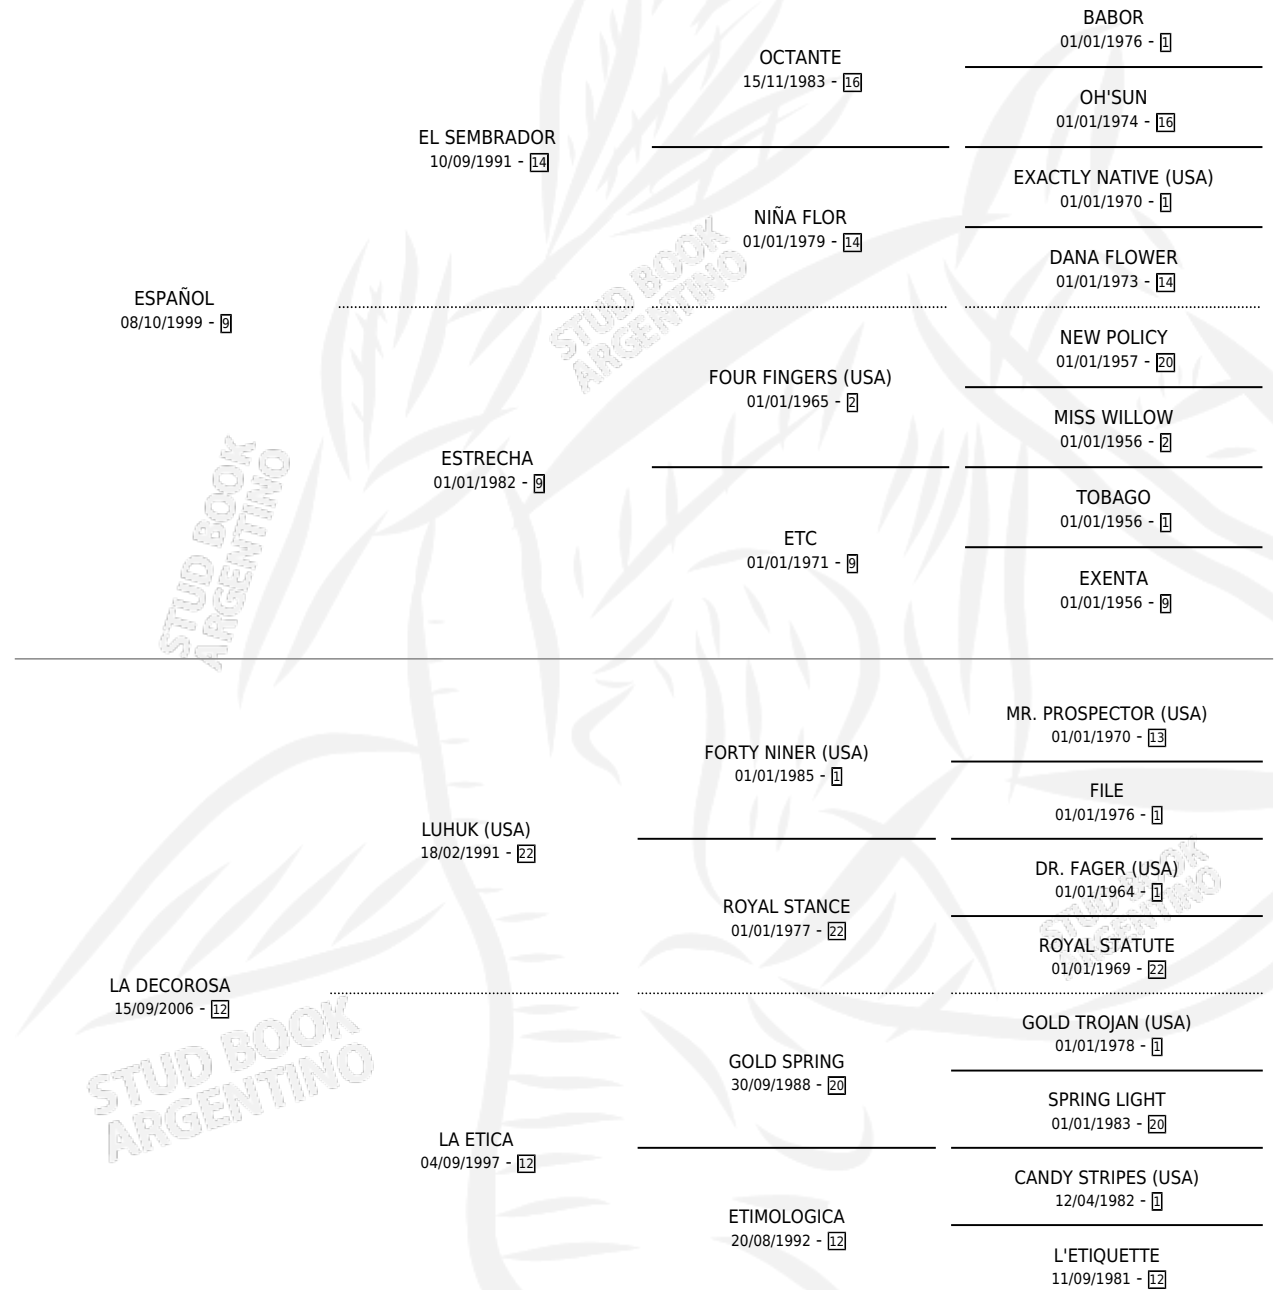 BABOR
01/01/1976 - 1
OCTANTE
15/11/1983 - 16
OH'SUN
01/01/1974 - 16
EL SEMBRADOR
10/09/1991 - 14
EXACTLY NATIVE (USA)
01/01/1970 - 1
NIÑA FLOR
01/01/1979 - 14
DANA FLOWER
01/01/1973 - 14
ESPAÑOL
08/10/1999 - 9
NEW POLICY
01/01/1957 - 20
FOUR FINGERS (USA)
01/01/1965 - 2
MISS WILLOW
01/01/1956 - 2
ESTRECHA
01/01/1982 - 9
TOBAGO
01/01/1956 - 1
ETC
01/01/1971 - 9
EXENTA
01/01/1956 - 9
STUD BOOK
ARGENTINO
STUD BOOK
ARGENTINO
MR. PROSPECTOR (USA)
01/01/1970 - 13
FORTY NINER (USA)
01/01/1985 - 1
FILE
01/01/1976 - 1
LUHUK (USA)
18/02/1991 - 22
DR. FAGER (USA)
01/01/1964 - 1
ROYAL STANCE
01/01/1977 - 22
ROYAL STATUTE
01/01/1969 - 22
LA DECOROSA
15/09/2006 - 12
GOLD TROJAN (USA)
01/01/1978 - 1
GOLD SPRING
30/09/1988 - 20
SPRING LIGHT
01/01/1983 - 20
LA ETICA
04/09/1997 - 12
CANDY STRIPES (USA)
12/04/1982 - 1
ETIMOLOGICA
20/08/1992 - 12
L'ETIQUETTE
11/09/1981 - 12
STUD BOOK
ARGENTINO
STUD BOOK
ARGENTINO